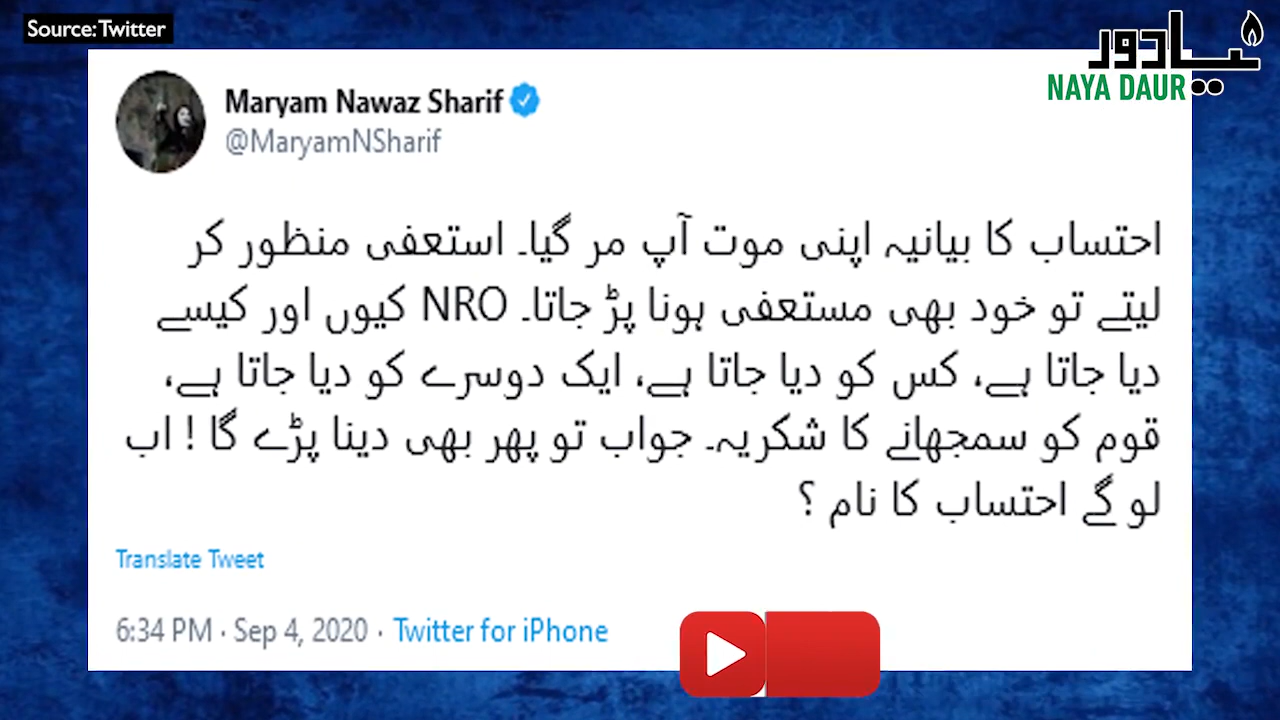 Source: Twitter
نیا دور
NAYA DAUR
Maryam Nawaz Sharif
@MaryamNSharif
احتساب کا بیانیہ اپنی موت آپ مر گیا۔ استعفی منظور کر
لیتے تو خود بھی مستعفی ہونا پڑ جاتا۔ NRO کیوں اور کیسے
دیا جاتا ہے، کس کو دیا جاتا ہے، ایک دوسرے کو دیا جاتا ہے،
قوم کو سمجھانے کا شکریہ۔ جواب تو پھر بھی دینا پڑے گا ! اب
لو گے احتساب کا نام ؟
Translate Tweet
6:34 PM · Sep 4, 2020 · Twitter for iPhone